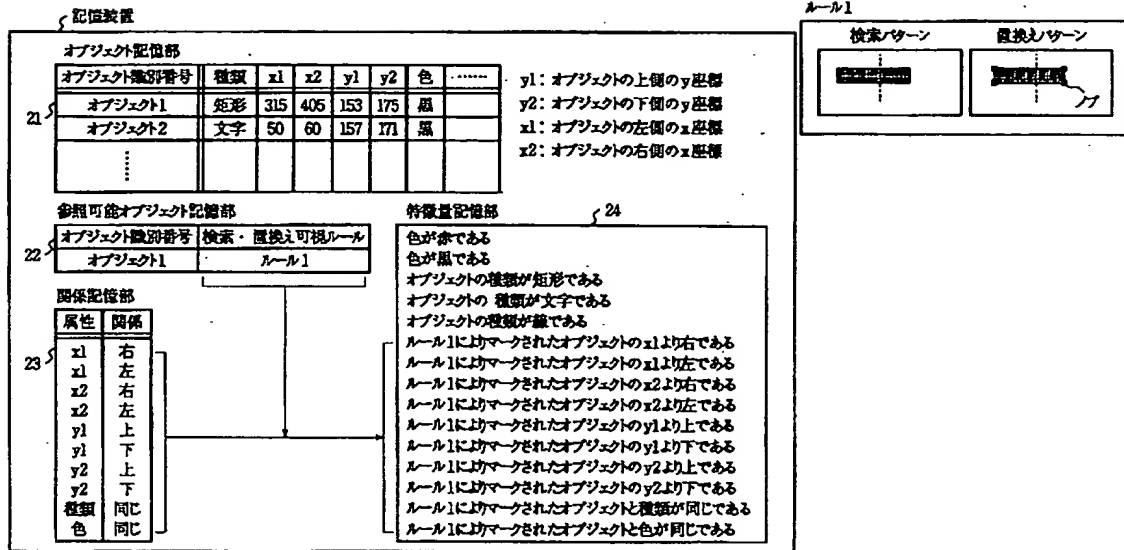 記憶装置
オブジェクト記憶部
オブジェクト識別番号 種類 x1 x2 y1 y2 色 ……
オブジェクト1 矩形 315 405 153 175 黒
オブジェクト2 文字 50 60 157 171 黒
21
y1: オブジェクトの上側のy座標
y2: オブジェクトの下側のy座標
x1: オブジェクトの左側のx座標
x2: オブジェクトの右側のx座標
参照可能オブジェクト記憶部
オブジェクト識別番号 検索・置換え可視ルール
オブジェクト1 ルール1
22
関係記憶部
属性 関係
x1 右
x1 左
x2 右
x2 左
y1 上
y1 下
y2 上
y2 下
種類 同じ
色 同じ
23
特徴量記憶部
24
色が赤である
色が黒である
オブジェクトの種類が矩形である
オブジェクトの 種類が文字である
オブジェクトの種類が線である
ルール1によりマークされたオブジェクトのx1より右である
ルール1によりマークされたオブジェクトのx1より左である
ルール1によりマークされたオブジェクトのx2より右である
ルール1によりマークされたオブジェクトのx2より左である
ルール1によりマークされたオブジェクトのy1より上である
ルール1によりマークされたオブジェクトのy1より下である
ルール1によりマークされたオブジェクトのy2より上である
ルール1によりマークされたオブジェクトのy2より下である
ルール1によりマークされたオブジェクトと種類が同じである
ルール1によりマークされたオブジェクトと色が同じである
ルール1
検索パターン 置換えパターン